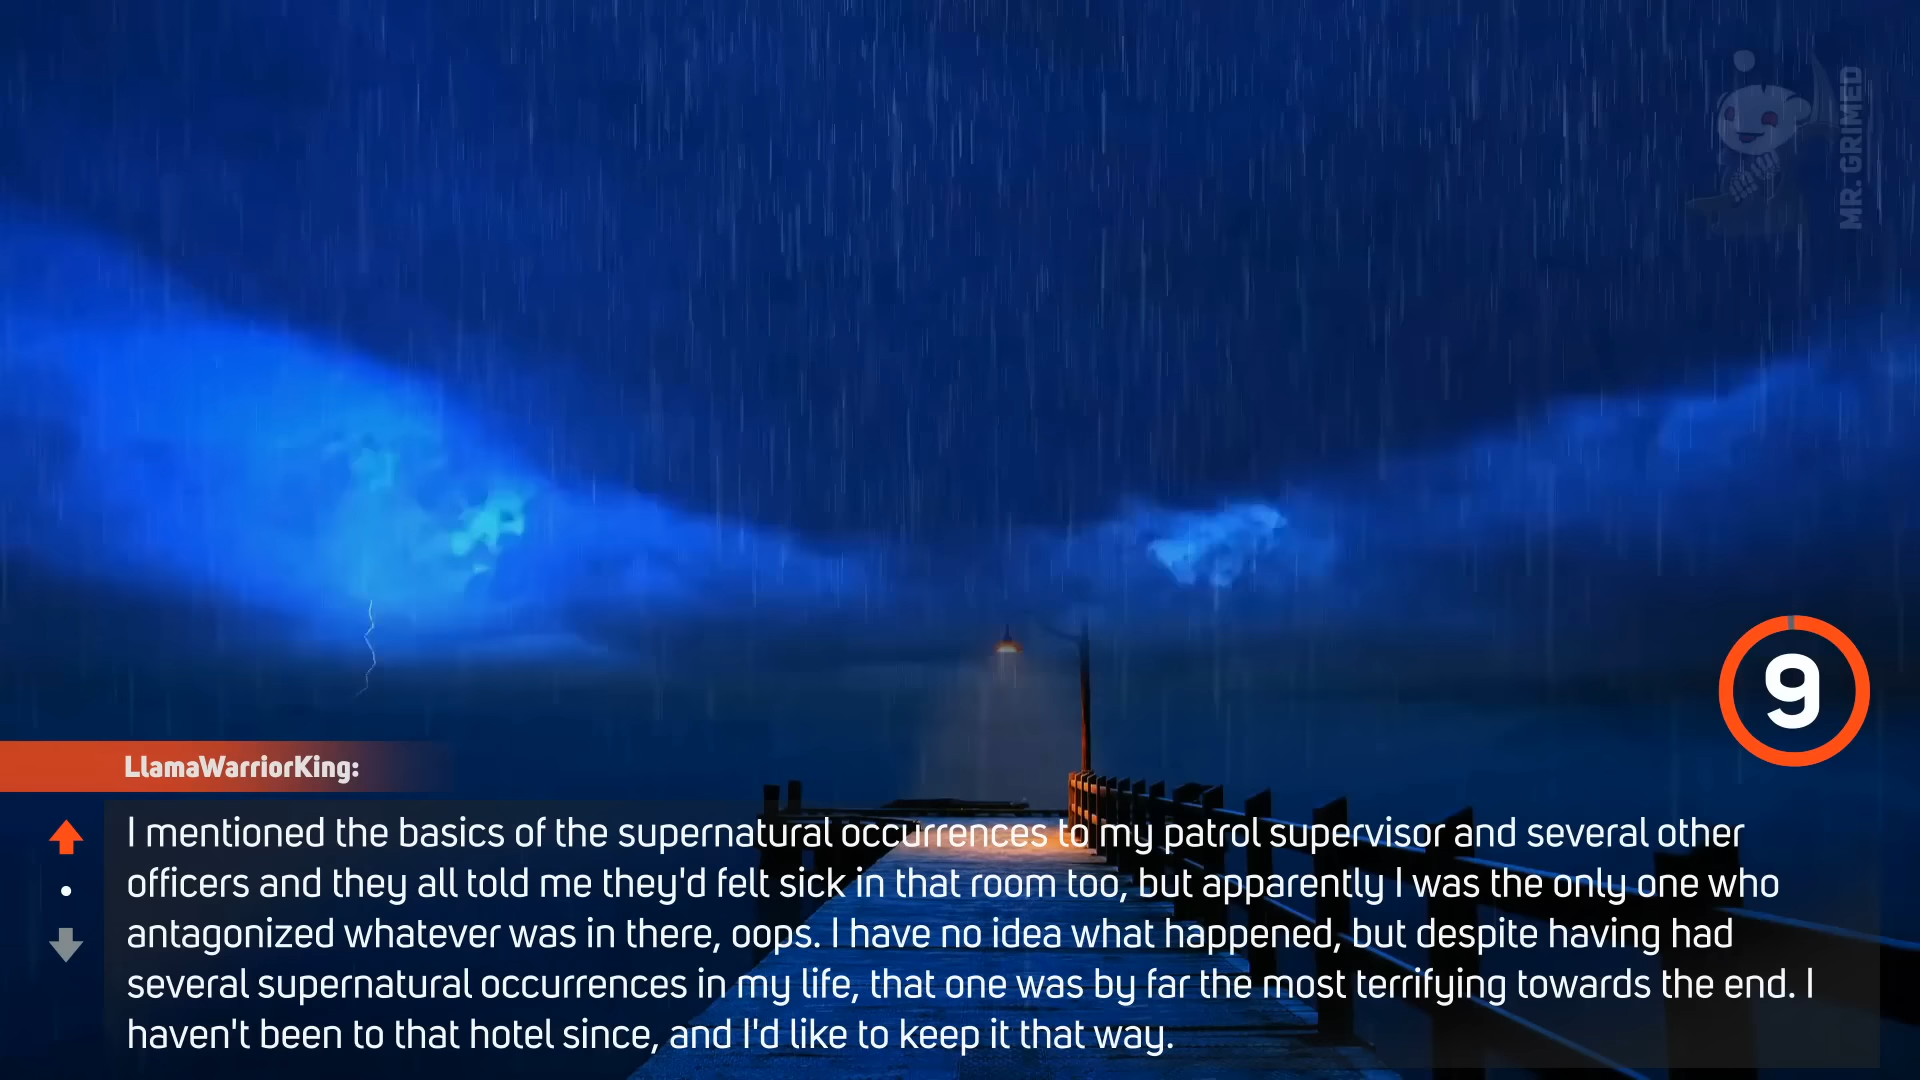 MR. GRIMED
9
LlamaWarriorKing:
I mentioned the basics of the supernatural occurrences to my patrol supervisor and several other
officers and they all told me they'd felt sick in that room too, but apparently I was the only one who
antagonized whatever was in there, oops. I have no idea what happened, but despite having had
several supernatural occurrences in my life, that one was by far the most terrifying towards the end. I
haven't been to that hotel since, and I'd like to keep it that way.